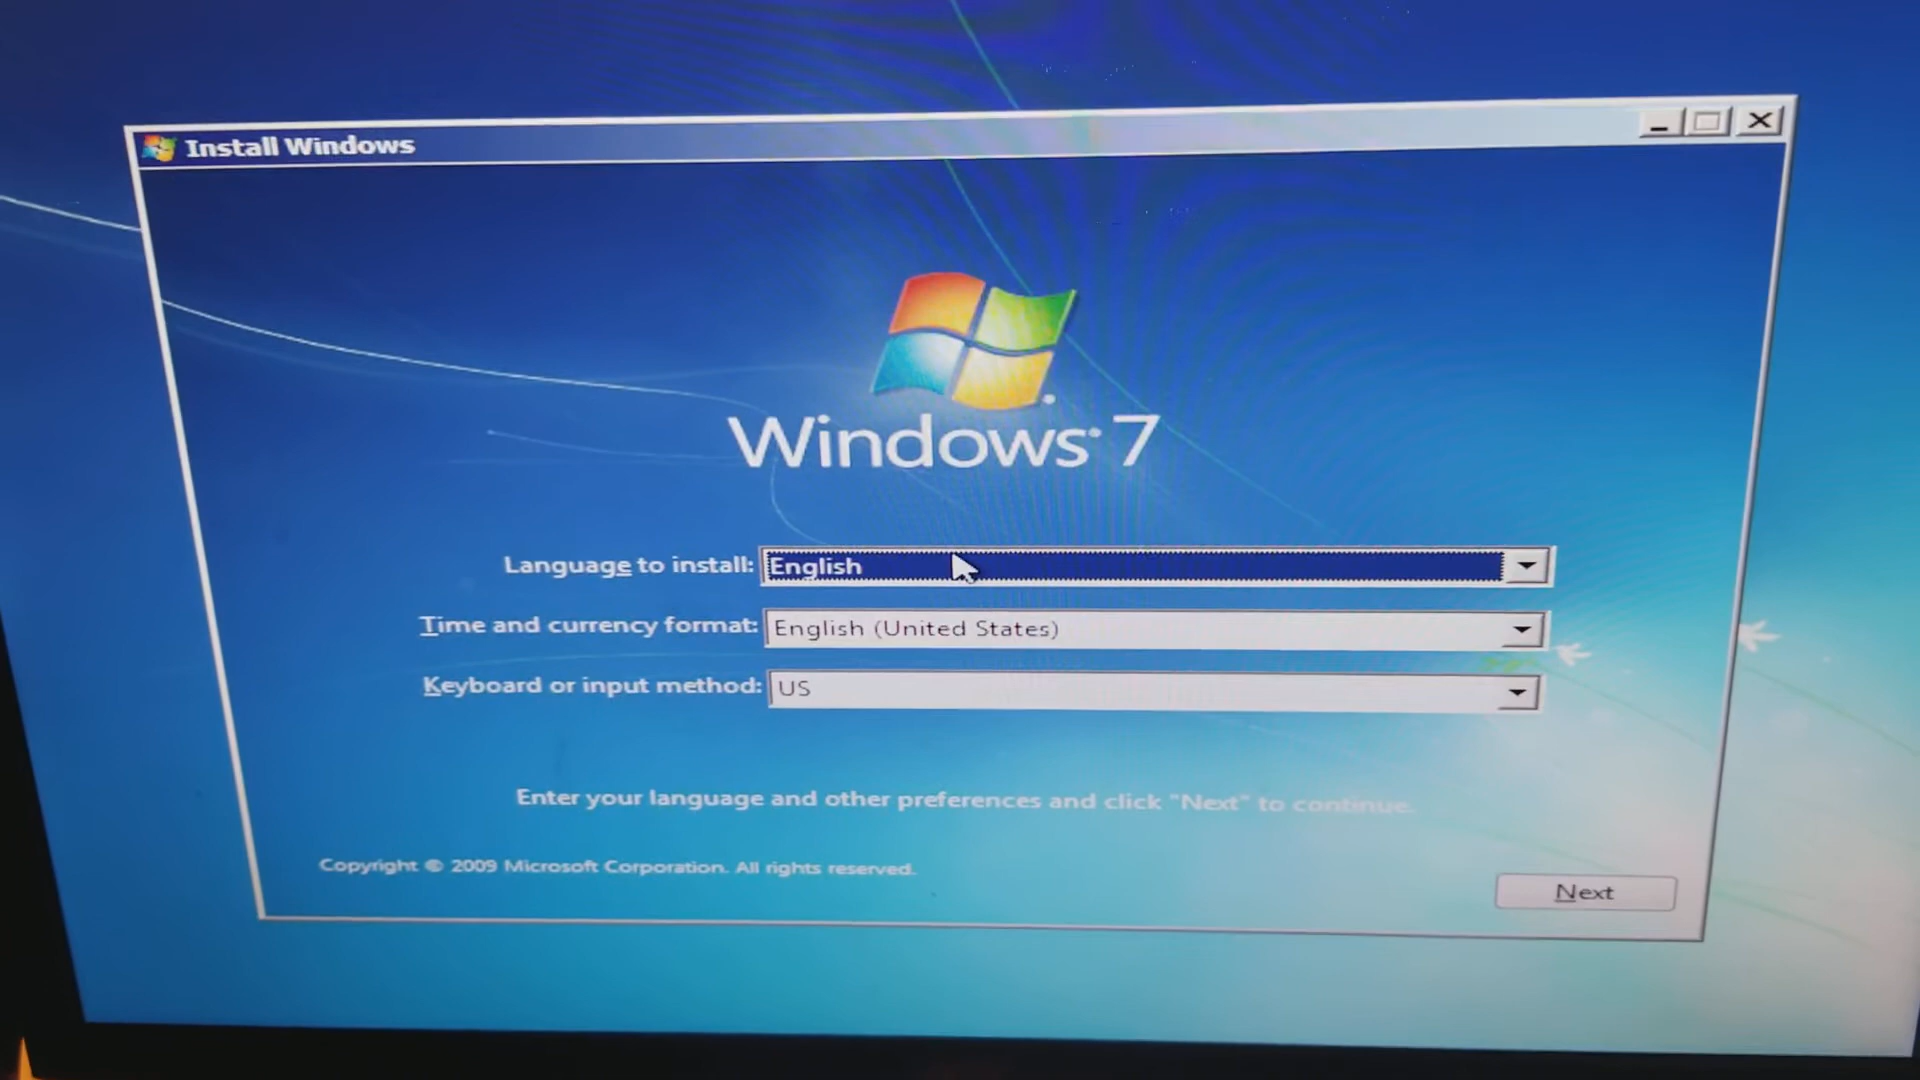 Install Windows
Windows 7
Language to install: English
Time and currency format: English (United States)
Keyboard or input method: US
Enter your language and other preferences and click "Next" to continue.
Copyright © 2009 Microsoft Corporation. All rights reserved.
Next